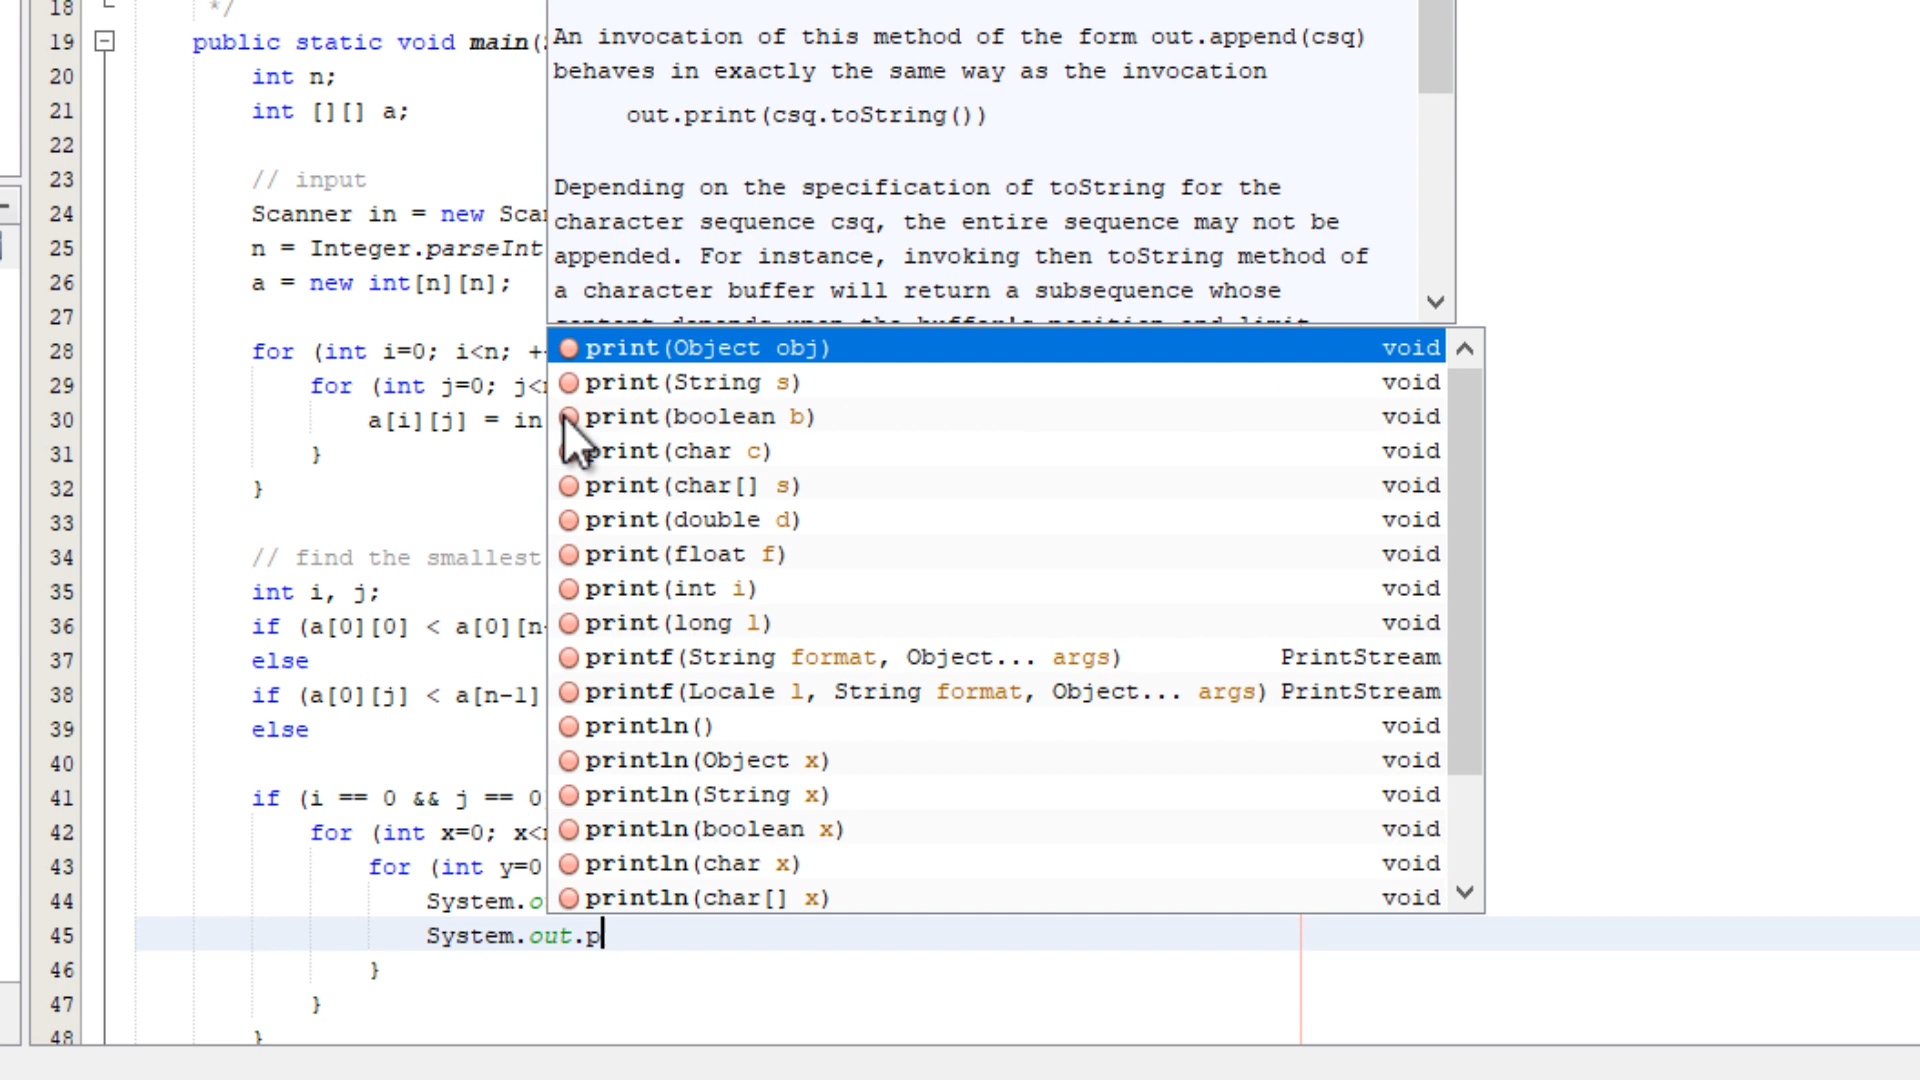 18 */
19 public static void main(
20 int n;
21 int [][] a;
22
23 // input
24 Scanner in = new Scan
25 n = Integer.parseInt
26 a = new int[n][n];
27
28 for (int i=0; i<n; +
29 for (int j=0; j<
30 a[i][j] = in
31 }
32 }
33
34 // find the smallest
35 int i, j;
36 if (a[0][0] < a[0][n-
37 else
38 if (a[0][j] < a[n-1]
39 else
40
41 if (i == 0 && j == 0
42 for (int x=0; x<
43 for (int y=0
44 System.o
45 System.out.p
46 }
47 }
48 }
An invocation of this method of the form out.append(csq)
behaves in exactly the same way as the invocation
out.print(csq.toString())
Depending on the specification of toString for the
character sequence csq, the entire sequence may not be
appended. For instance, invoking then toString method of
a character buffer will return a subsequence whose
content depends upon the buffer's position and limit.
print(Object obj) void
print(String s) void
print(boolean b) void
print(char c) void
print(char[] s) void
print(double d) void
print(float f) void
print(int i) void
print(long l) void
printf(String format, Object... args) PrintStream
printf(Locale l, String format, Object... args) PrintStream
println() void
println(Object x) void
println(String x) void
println(boolean x) void
println(char x) void
println(char[] x) void